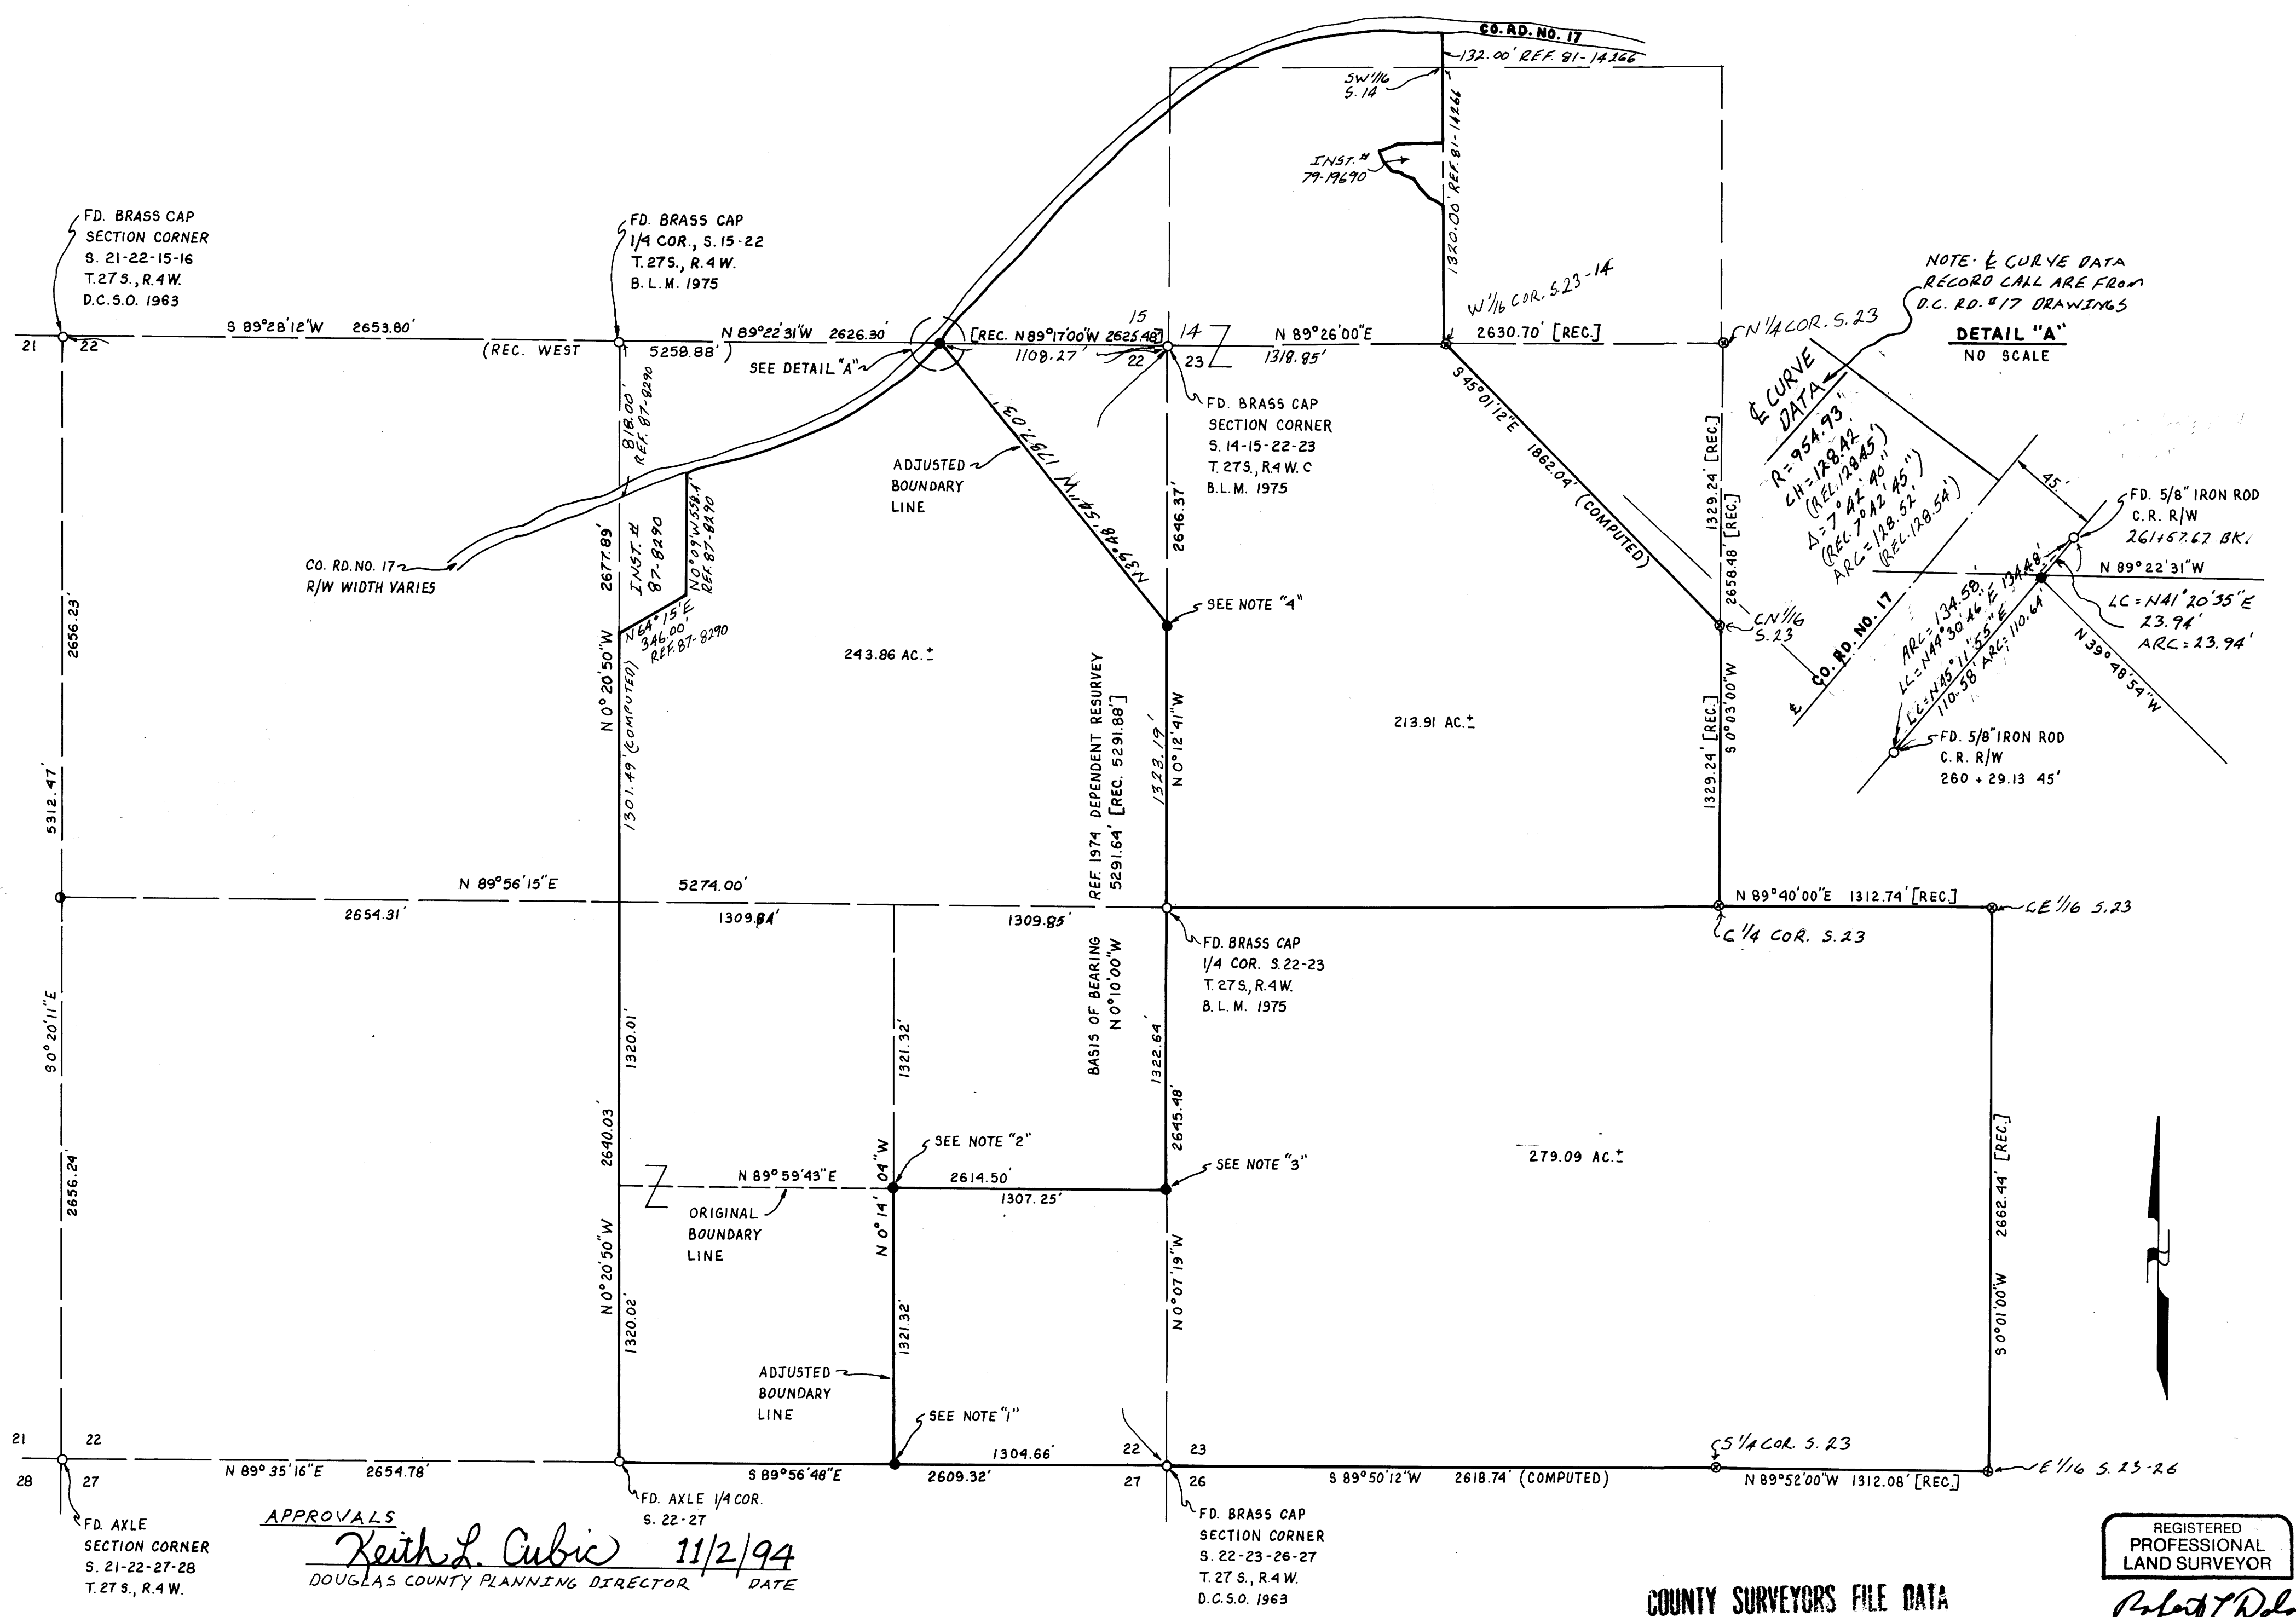 CO. RD. NO. 17
132.00' REF. 81-14266
SW 1/16
S. 14
1320.00' REF. 81-14266
INST. #
79-19690
FD. BRASS CAP
SECTION CORNER
S. 21-22-15-16
T. 27 S., R. 4 W.
D.C.S.O. 1963
FD. BRASS CAP
1/4 COR., S. 15-22
T. 27 S., R. 4 W.
B.L.M. 1975
W 1/16 COR. S. 23-14
NOTE: ℄ CURVE DATA
RECORD CALL ARE FROM
D.C. RD. #17 DRAWINGS
DETAIL "A"
NO SCALE
21
22
S 89°28'12"W 2653.80'
(REC. WEST 5258.88')
N 89°22'31"W 2626.30'
SEE DETAIL "A"
[REC. N 89°17'00"W 2625.48]
1108.27'
15
14
22
23
N 89°26'00"E
1318.85'
2630.70' [REC.]
N 1/4 COR. S. 23
818.00'
REF. 87-8290
FD. BRASS CAP
SECTION CORNER
S. 14-15-22-23
T. 27 S., R. 4 W. C
B.L.M. 1975
S 45°01'12"E 1862.04' (COMPUTED)
1329.24' [REC.]
2658.48' [REC.]
℄ CURVE
DATA
R = 954.93'
CH = 128.42'
(REC. 128.45')
Δ = 7°42'40"
(REC. 7°42'45")
ARC = 128.52'
(REC. 128.54')
45'
FD. 5/8" IRON ROD
C.R. R/W
261+57.67 BK.
N 89°22'31"W
LC = N41°20'35"E
23.94'
ARC = 23.94'
ARC = 134.58'
LC = N44°30'46"E 134.48'
LC = N45°11'55"E
110.58' ARC = 110.64'
N 39°48'54"W
CO. RD. NO. 17
℄
FD. 5/8" IRON ROD
C.R. R/W
260 + 29.13 45'
ADJUSTED
BOUNDARY
LINE
N39°48'54"W 1737.03'
2646.37'
CO. RD. NO. 17
R/W WIDTH VARIES
2677.89'
INST. #
87-8290
N0°09'W 558.4'
REF. 87-8290
N 64°15'E
346.00'
REF. 87-8290
SEE NOTE "4"
CN 1/16
S. 23
2656.23'
5312.47'
243.86 AC.±
N 0°20'50"W
1301.49' (COMPUTED)
REF. 1974 DEPENDENT RESURVEY
5291.64' [REC. 5291.88']
1323.19'
N 0°12'41"W
213.91 AC.±
1329.24' [REC.]
S 0°03'00"W
N 89°56'15"E 5274.00'
2654.31'
1309.84'
1309.85'
N 89°40'00"E 1312.74' [REC.]
CE 1/16 S. 23
C 1/4 COR. S. 23
FD. BRASS CAP
1/4 COR. S. 22-23
T. 27 S., R. 4 W.
B.L.M. 1975
BASIS OF BEARING
N 0°10'00"W
S 0°20'11"E
1320.01'
1321.32'
1322.64'
2640.03'
2645.48'
SEE NOTE "2"
SEE NOTE "3"
N 89°59'43"E
2614.50'
1307.25'
ORIGINAL
BOUNDARY
LINE
N 0°14'04"W
279.09 AC.±
2656.24'
2662.44' [REC.]
S 0°01'00"W
N 0°20'50"W
1320.02'
1321.32'
N 0°07'19"W
ADJUSTED
BOUNDARY
LINE
SEE NOTE "1"
21
22
28
27
N 89°35'16"E 2654.78'
S 89°56'48"E
1304.66'
2609.32'
22
23
27
26
S 89°50'12"W 2618.74' (COMPUTED)
S 1/4 COR. S. 23
N 89°52'00"W 1312.08' [REC.]
E 1/16 S. 23-26
FD. AXLE
SECTION CORNER
S. 21-22-27-28
T. 27 S., R. 4 W.
FD. AXLE 1/4 COR.
S. 22-27
FD. BRASS CAP
SECTION CORNER
S. 22-23-26-27
T. 27 S., R. 4 W.
D.C.S.O. 1963
APPROVALS
Keith L. Cubic 11/2/94
DOUGLAS COUNTY PLANNING DIRECTOR DATE
COUNTY SURVEYORS FILE DATA
REGISTERED
PROFESSIONAL
LAND SURVEYOR